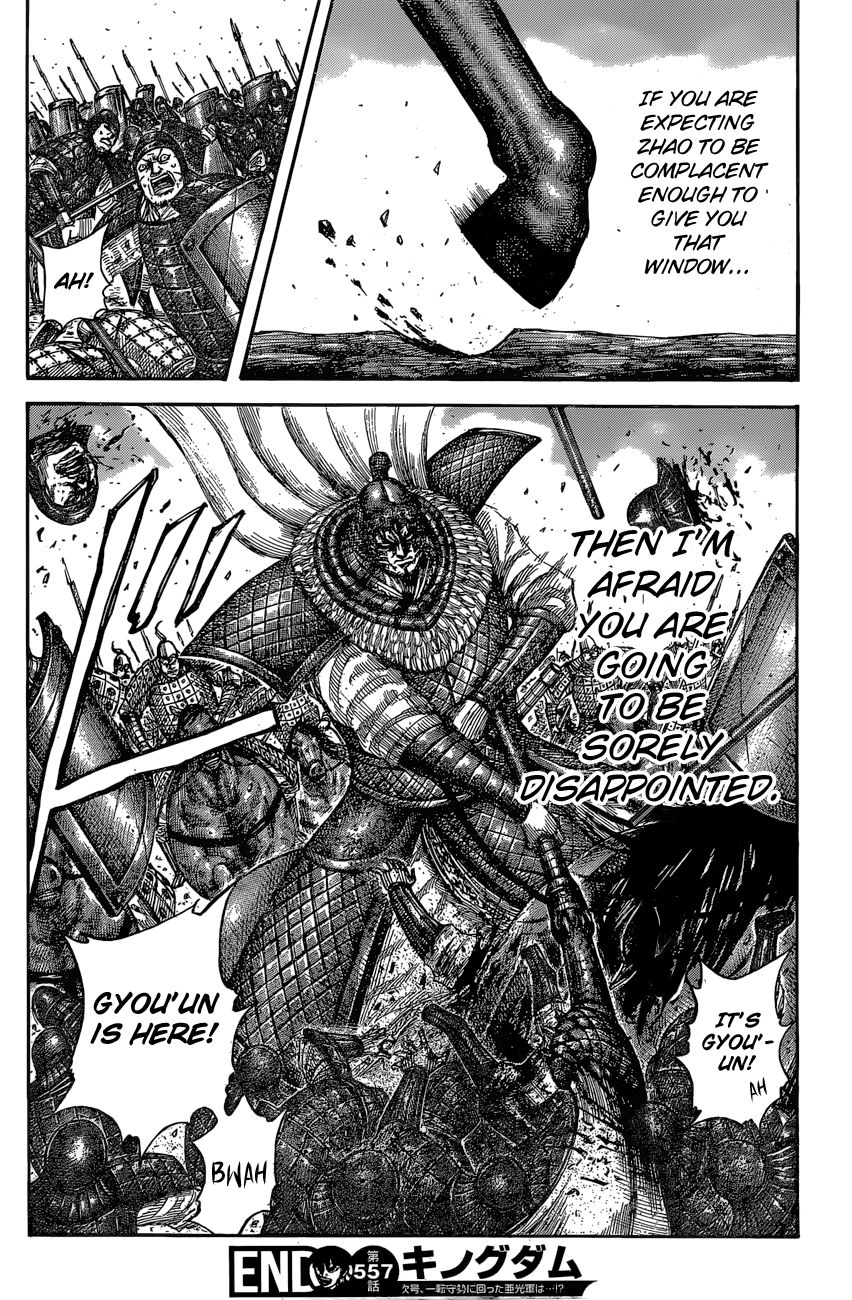 IF YOU ARE
EXPECTING
ZHAO TO BE
COMPLACENT
ENOUGH TO
GIVE YOU
THAT
WINDOW...
AH!
THEN I'M
AFRAID
YOU ARE
GOING
TO BE
SORELY
DISAPPOINTED.
IT'S
GYOU'-
UN!
AH
GYOU'UN
IS HERE!
BWAH
END 第557話 キングダム
次号、一転守勢に回った亜光軍は…!?